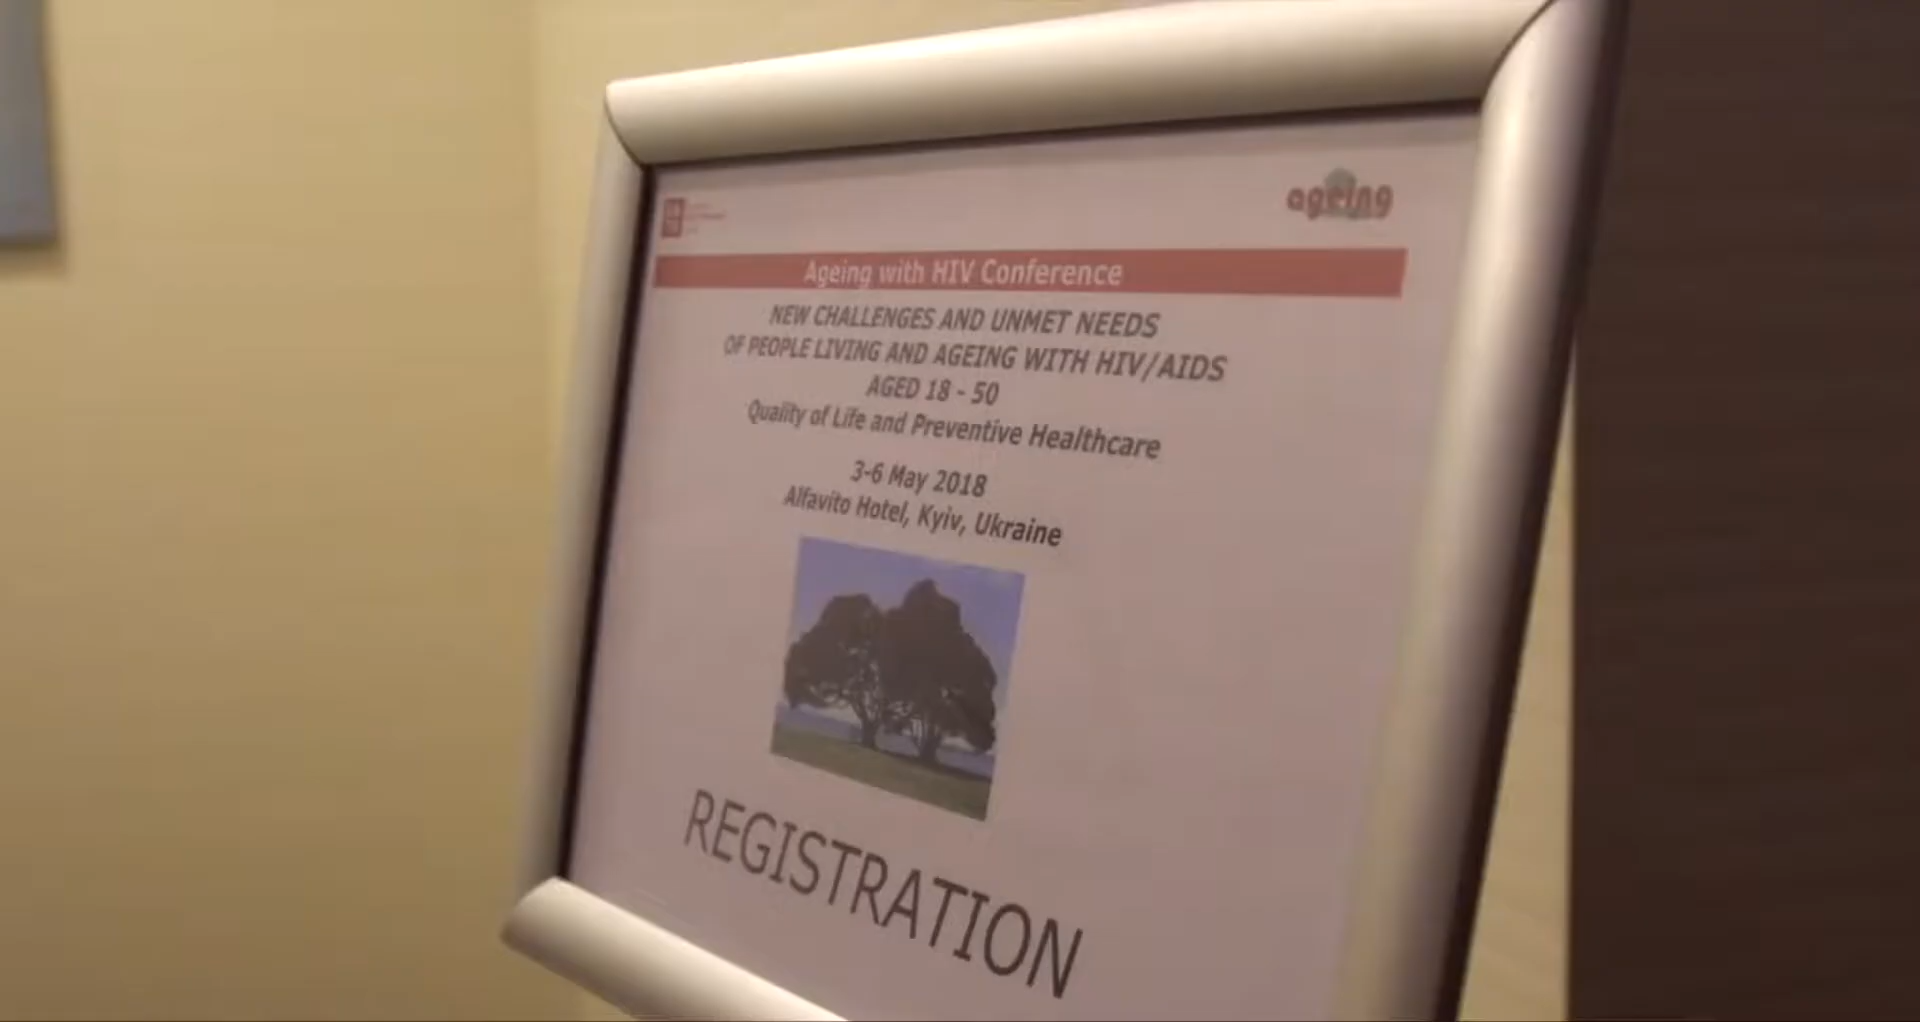 ageing
Ageing with HIV Conference
NEW CHALLENGES AND UNMET NEEDS
OF PEOPLE LIVING AND AGEING WITH HIV/AIDS
AGED 18 - 50
Quality of Life and Preventive Healthcare
3-6 May 2018
Alfavito Hotel, Kyiv, Ukraine
REGISTRATION